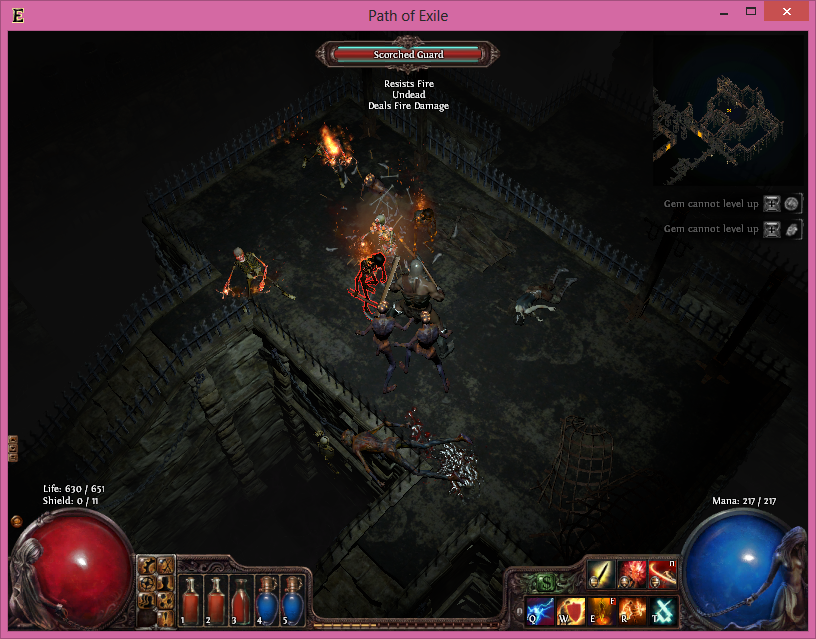 E
Path of Exile
Scorched Guard
Resists Fire
Undead
Deals Fire Damage
Gem cannot level up
Gem cannot level up
Life: 630 / 651
Shield: 0 / 11
Mana: 217 / 217
1 2 3 4 5
$
Q W E R T